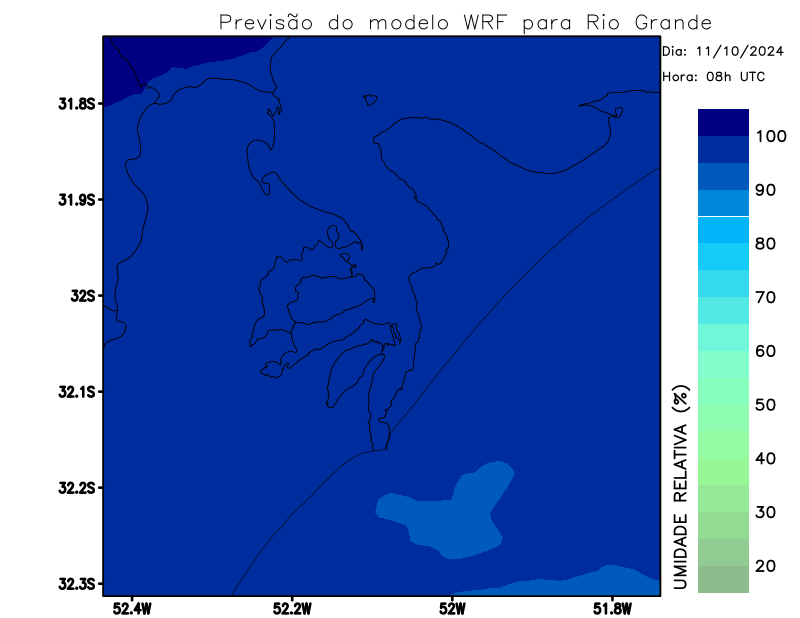 Previsão do modelo WRF para Rio Grande
Dia: 11/10/2024
Hora: 08h UTC
31.8S
31.9S
32S
32.1S
32.2S
32.3S
52.4W
52.2W
52W
51.8W
UMIDADE RELATIVA (%)
100
90
80
70
60
50
40
30
20